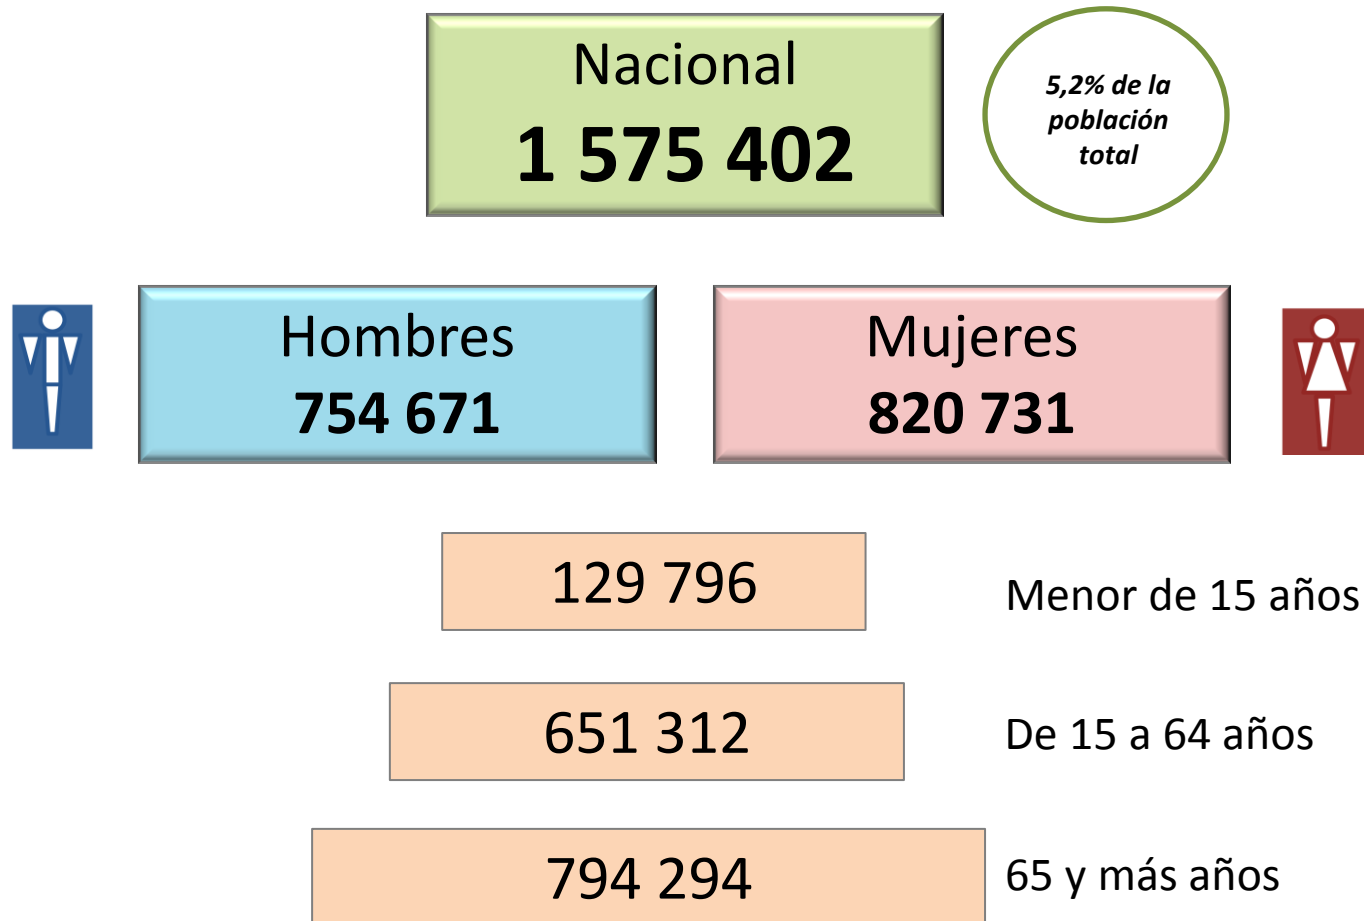 Nacional
1 575 402
5,2% de la
población
total
Hombres
754 671
Mujeres
820 731
129 796
Menor de 15 años
651 312
De 15 a 64 años
794 294
65 y más años